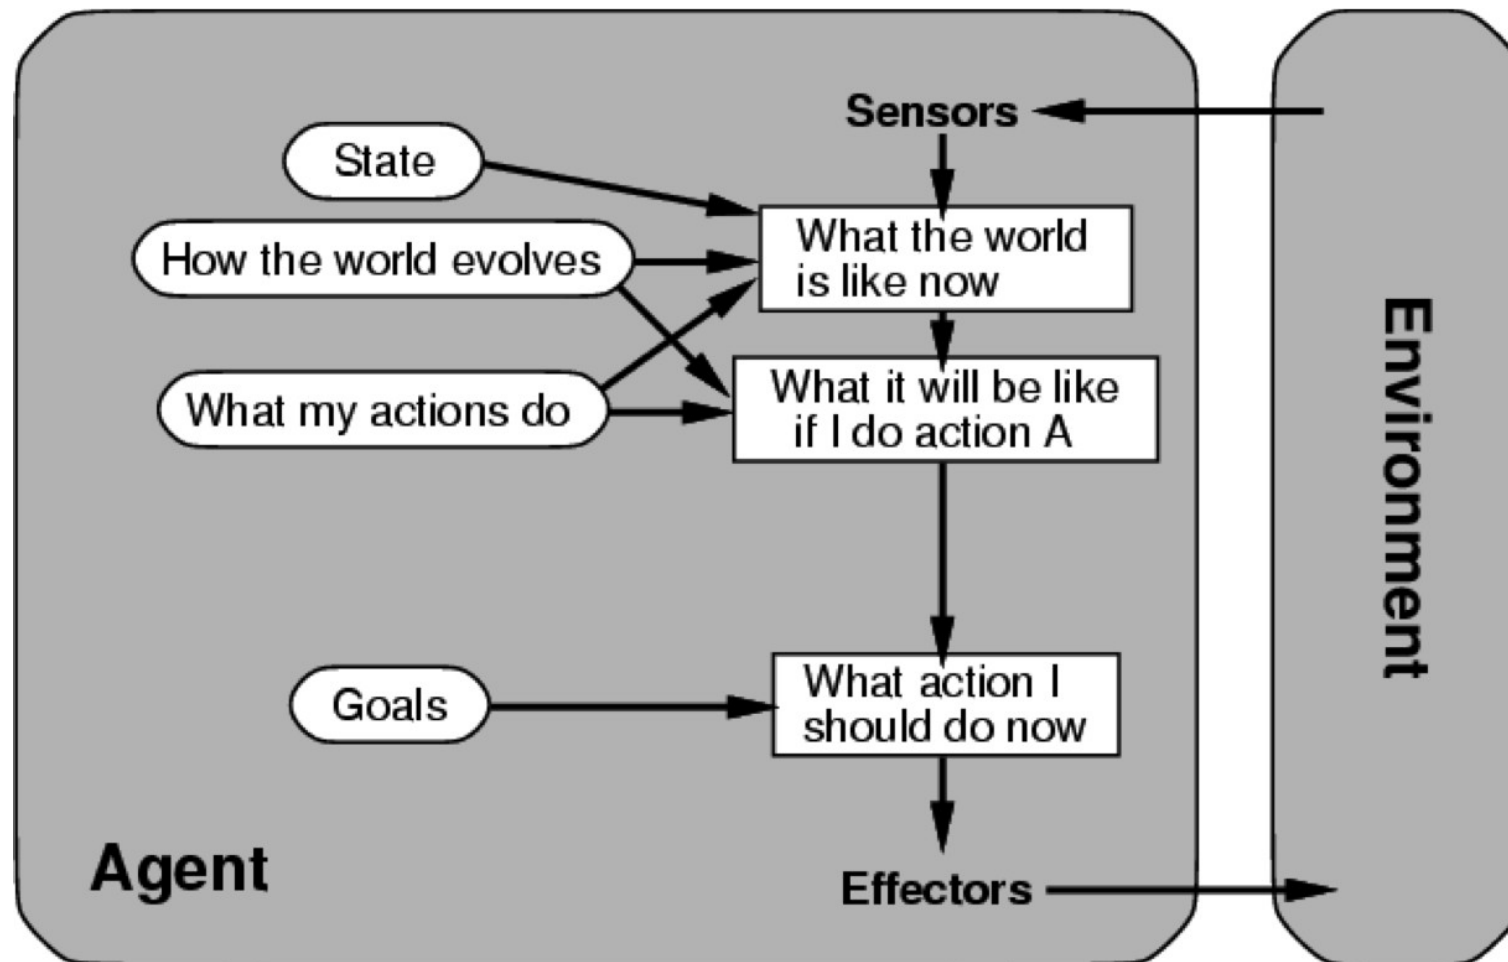 Sensors
State
What the world
is like now
How the world evolves
What it will be like
if I do action A
What my actions do
Environment
Goals
What action I
should do now
Agent
Effectors